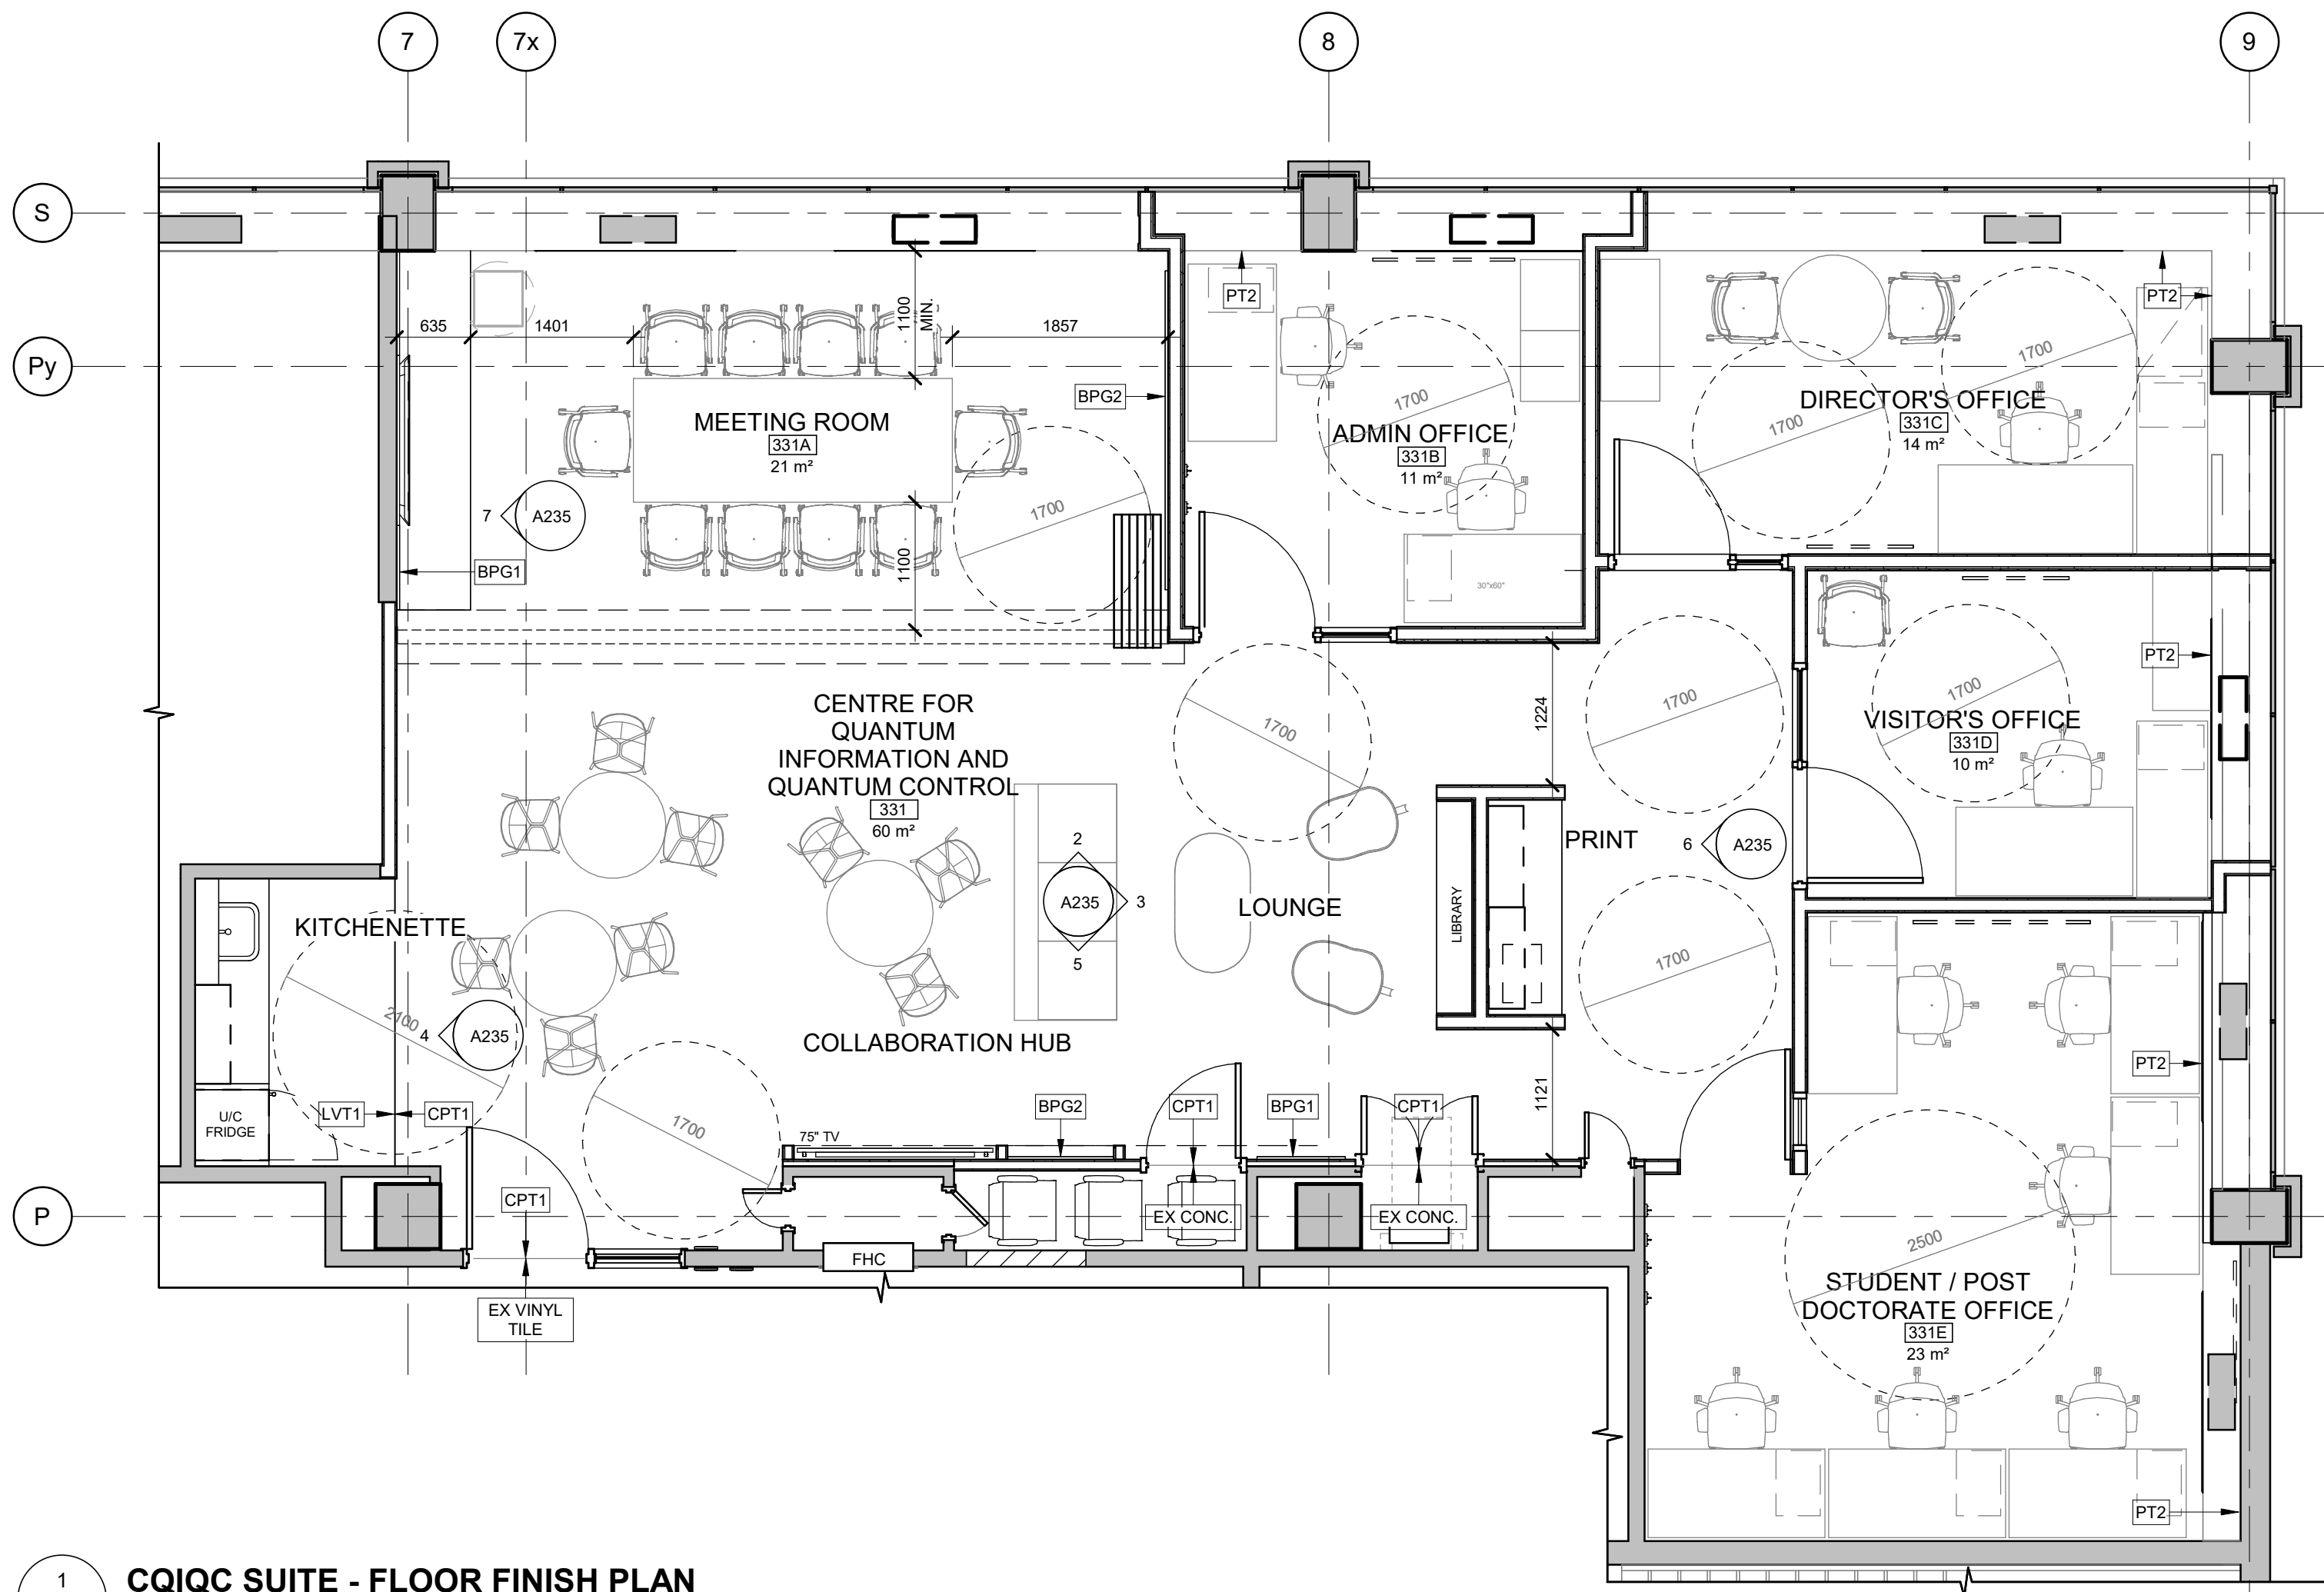 7
7x
8
9
S
Py
P
635
1401
1100
MIN.
1857
PT2
PT2
1700
BPG2
MEETING ROOM
331A
21 m²
1700
ADMIN OFFICE
331B
11 m²
1700
DIRECTOR'S OFFICE
331C
14 m²
7
A235
1700
BPG1
1100
30"x60"
PT2
CENTRE FOR
QUANTUM
INFORMATION AND
QUANTUM CONTROL
331
60 m²
1700
1224
1700
1700
VISITOR'S OFFICE
331D
10 m²
2
A235
3
5
PRINT
6
A235
LIBRARY
LOUNGE
KITCHENETTE
1700
2100
4
A235
COLLABORATION HUB
PT2
U/C
FRIDGE
LVT1
CPT1
1700
75" TV
BPG2
CPT1
BPG1
CPT1
1121
CPT1
EX CONC.
EX CONC.
FHC
2500
EX VINYL
TILE
STUDENT / POST
DOCTORATE OFFICE
331E
23 m²
PT2
1
CQIQC SUITE - FLOOR FINISH PLAN